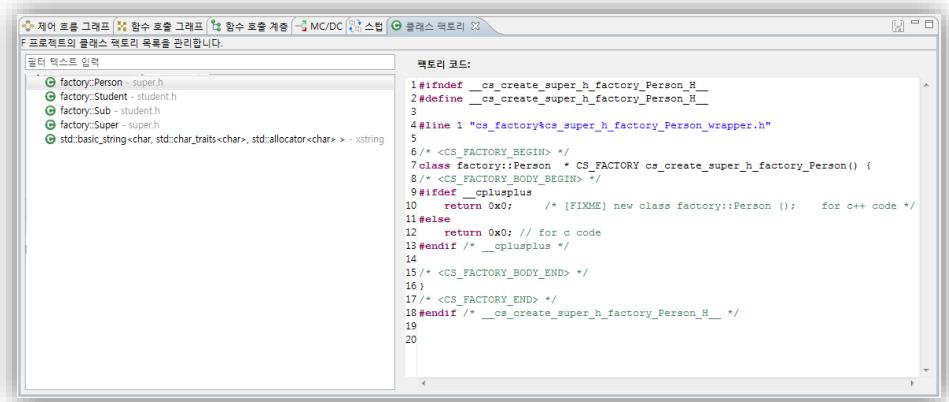 제어 흐름 그래프 함수 호출 그래프 함수 호출 계층 MC/DC 스텁 클래스 팩토리
F 프로젝트의 클래스 팩토리 목록을 관리합니다.
필터 텍스트 입력
factory::Person - super.h
factory::Student - student.h
factory::Sub - student.h
factory::Super - super.h
std::basic_string<char, std::char_traits<char>, std::allocator<char> > - xstring
팩토리 코드:
1 #ifndef __cs_create_super_h_factory_Person_H__
2 #define __cs_create_super_h_factory_Person_H__
3
4 #line 1 "cs_factory%cs_super_h_factory_Person_wrapper.h"
5
6 /* <CS_FACTORY_BEGIN> */
7 class factory::Person * CS_FACTORY cs_create_super_h_factory_Person() {
8 /* <CS_FACTORY_BODY_BEGIN> */
9 #ifdef __cplusplus
10 return 0x0; /* [FIXME] new class factory::Person (); for c++ code */
11 #else
12 return 0x0; // for c code
13 #endif /* __cplusplus */
14
15 /* <CS_FACTORY_BODY_END> */
16 }
17 /* <CS_FACTORY_END> */
18 #endif /* __cs_create_super_h_factory_Person_H__ */
19
20